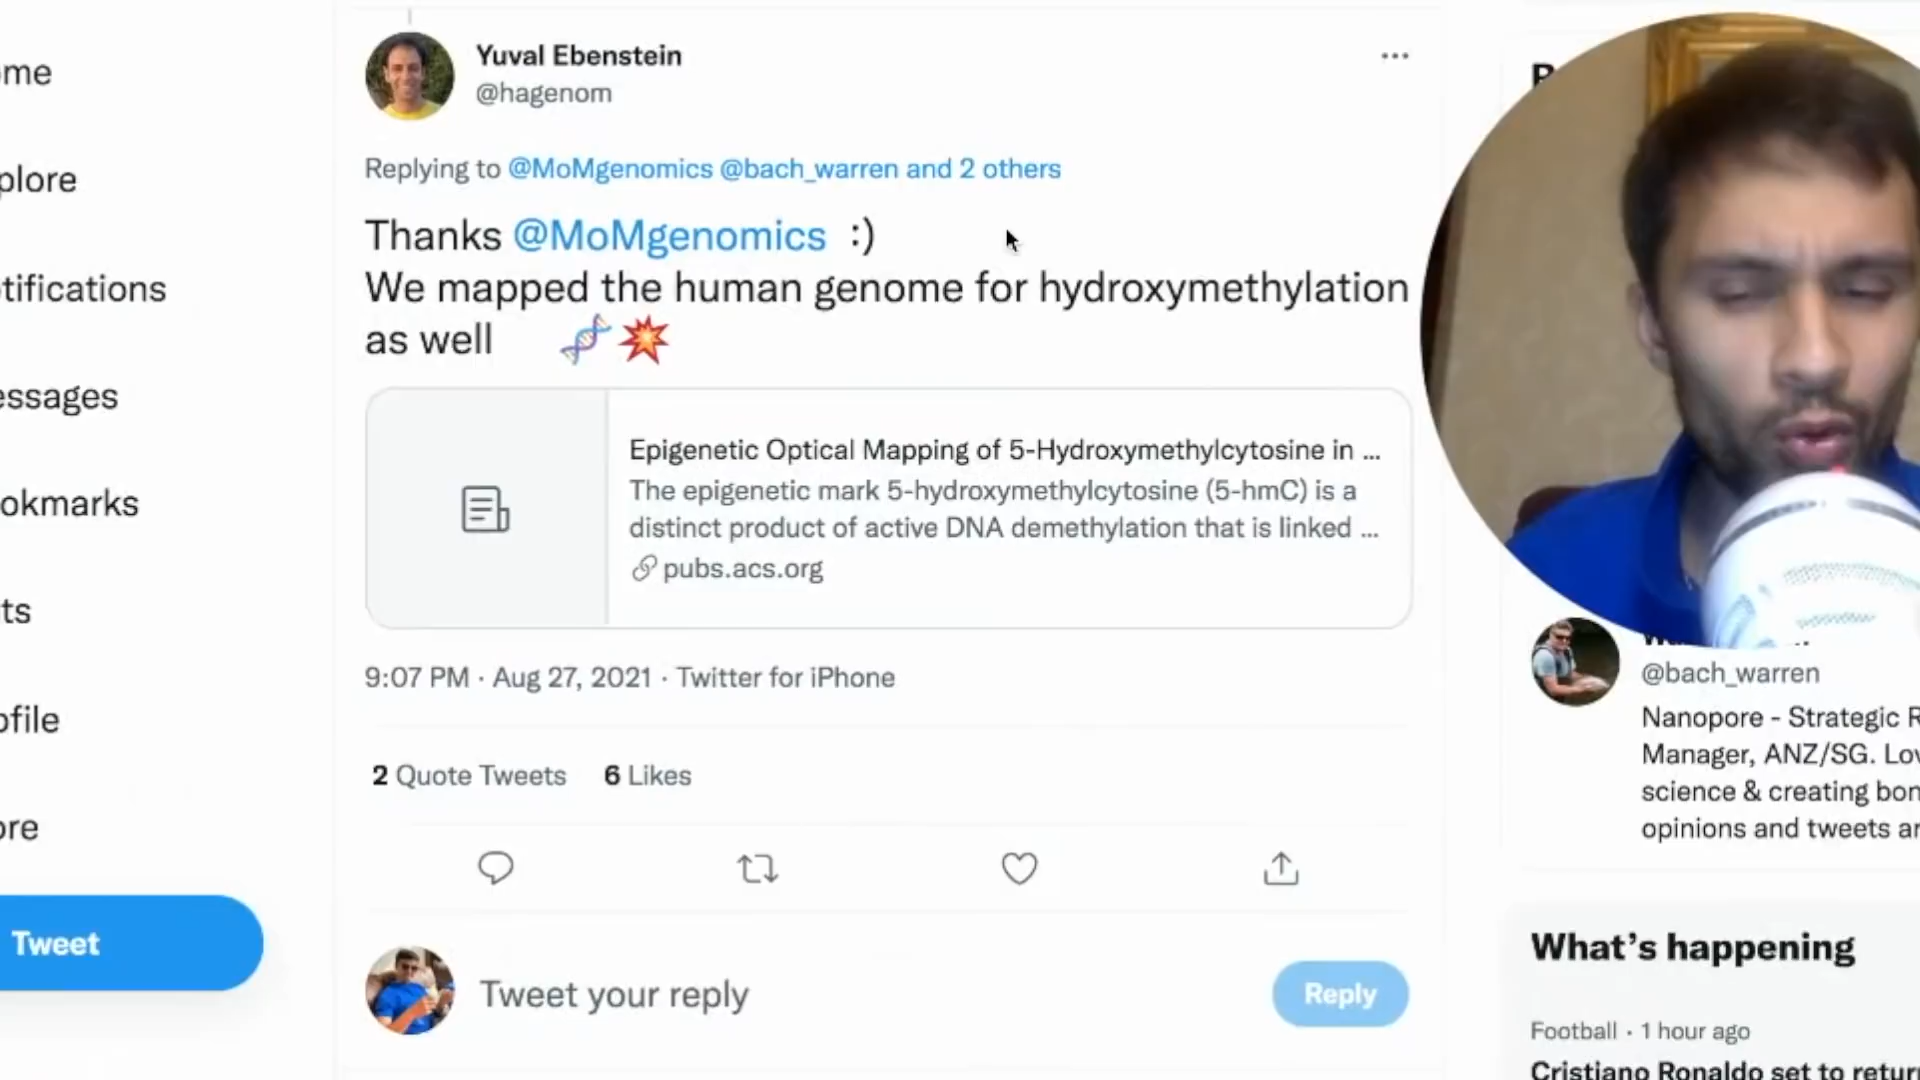 ome
plore
tifications
essages
okmarks
ts
ofile
ore
Tweet
Yuval Ebenstein
@hagenom
Replying to @MoMgenomics @bach_warren and 2 others
Thanks @MoMgenomics :)
We mapped the human genome for hydroxymethylation
as well
Epigenetic Optical Mapping of 5-Hydroxymethylcytosine in ...
The epigenetic mark 5-hydroxymethylcytosine (5-hmC) is a
distinct product of active DNA demethylation that is linked ...
pubs.acs.org
9:07 PM · Aug 27, 2021 · Twitter for iPhone
2 Quote Tweets 6 Likes
Tweet your reply
Reply
@bach_warren
Nanopore - Strategic R
Manager, ANZ/SG. Lov
science & creating bon
opinions and tweets ar
What's happening
Football · 1 hour ago
Cristiano Ronaldo set to return